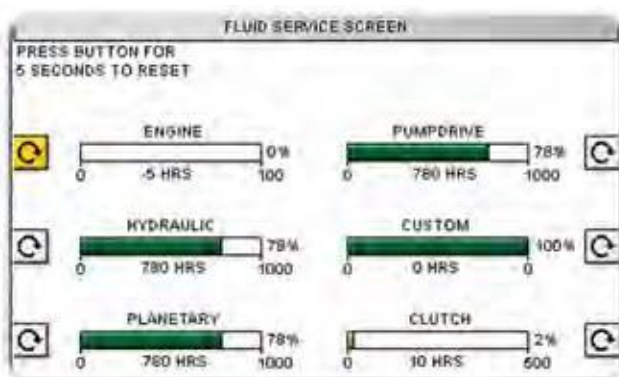 FLUID SERVICE SCREEN
PRESS BUTTON FOR
5 SECONDS TO RESET
ENGINE
0%
0 -5 HRS 100
PUMPDRIVE
78%
0 780 HRS 1000
HYDRAULIC
78%
0 780 HRS 1000
CUSTOM
100%
0 0 HRS 0
PLANETARY
78%
0 780 HRS 1000
CLUTCH
2%
0 10 HRS 500